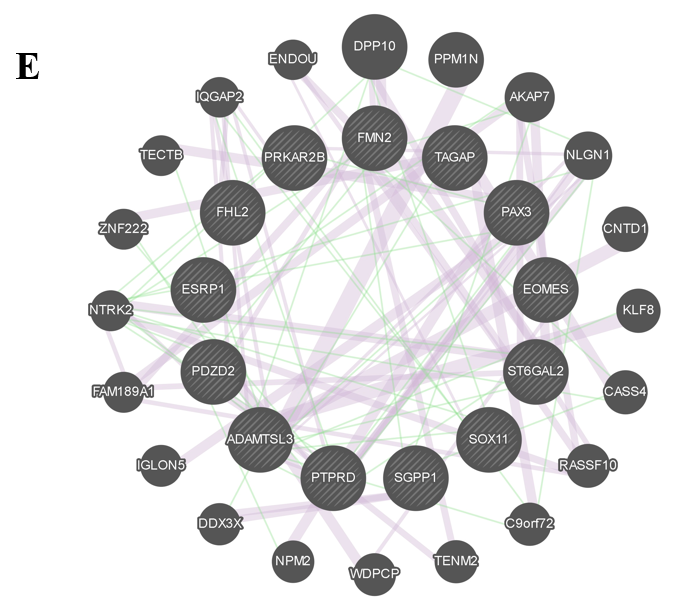 E
DPP10
ENDOU
PPM1N
IQGAP2
AKAP7
FMN2
TECTB
PRKAR2B
TAGAP
NLGN1
FHL2
PAX3
ZNF222
CNTD1
ESRP1
EOMES
NTRK2
KLF8
PDZD2
ST6GAL2
FAM189A1
CASS4
ADAMTSL3
SOX11
IGLON5
PTPRD
SGPP1
RASSF10
DDX3X
C9orf72
NPM2
WDPCP
TENM2